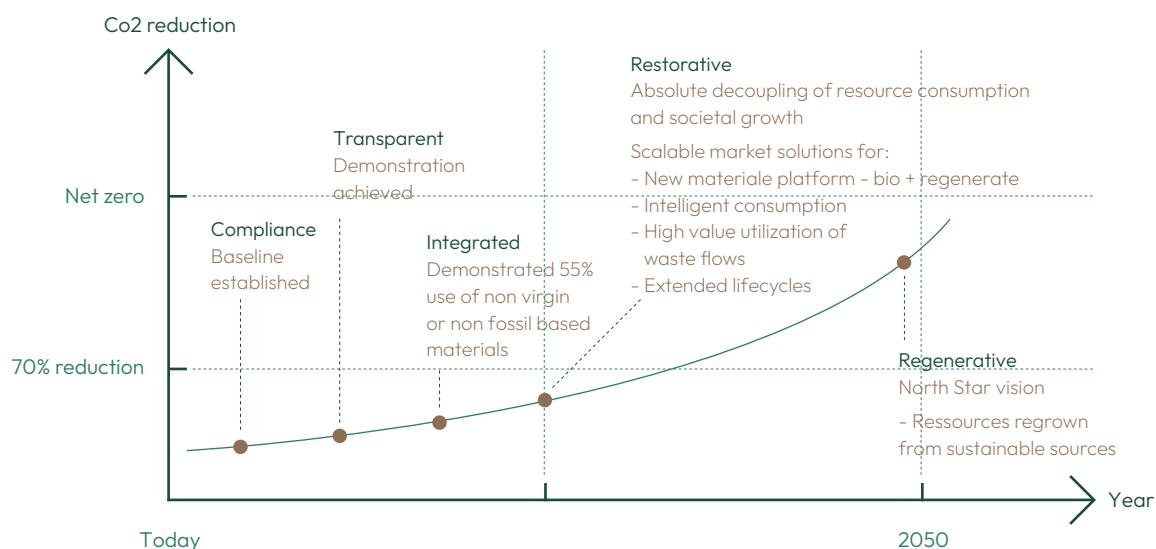 Co2 reduction
Restorative
Absolute decoupling of resource consumption
and societal growth
Scalable market solutions for:
- New materiale platform - bio + regenerate
- Intelligent consumption
- High value utilization of
waste flows
- Extended lifecycles
Transparent
Demonstration
achieved
Net zero
Compliance
Baseline
established
Integrated
Demonstrated 55%
use of non virgin
or non fossil based
materials
70% reduction
Regenerative
North Star vision
- Ressources regrown
from sustainable sources
Year
Today
2050